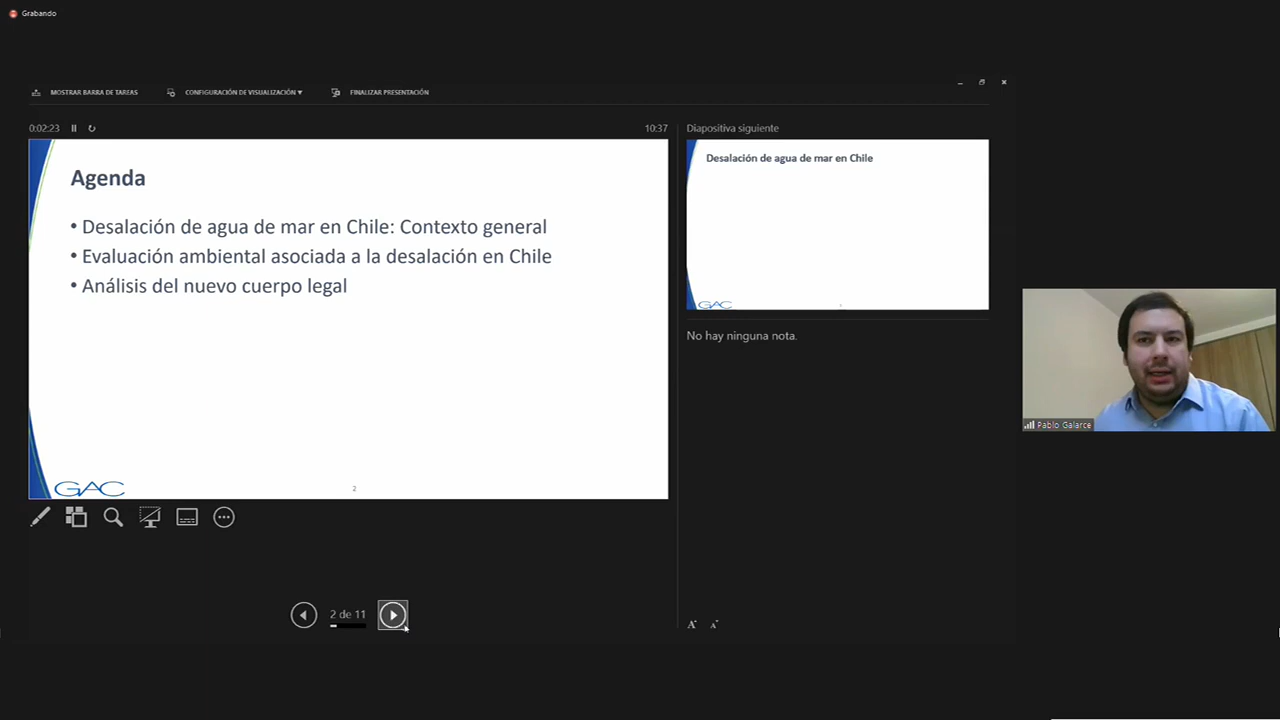 Grabando
MOSTRAR BARRA DE TAREAS
CONFIGURACIÓN DE VISUALIZACIÓN ▾
FINALIZAR PRESENTACIÓN
0:02:23
10:37
Agenda
• Desalación de agua de mar en Chile: Contexto general
• Evaluación ambiental asociada a la desalación en Chile
• Análisis del nuevo cuerpo legal
GAC
2
2 de 11
Diapositiva siguiente
Desalación de agua de mar en Chile
GAC
No hay ninguna nota.
A A
Pablo Galarce